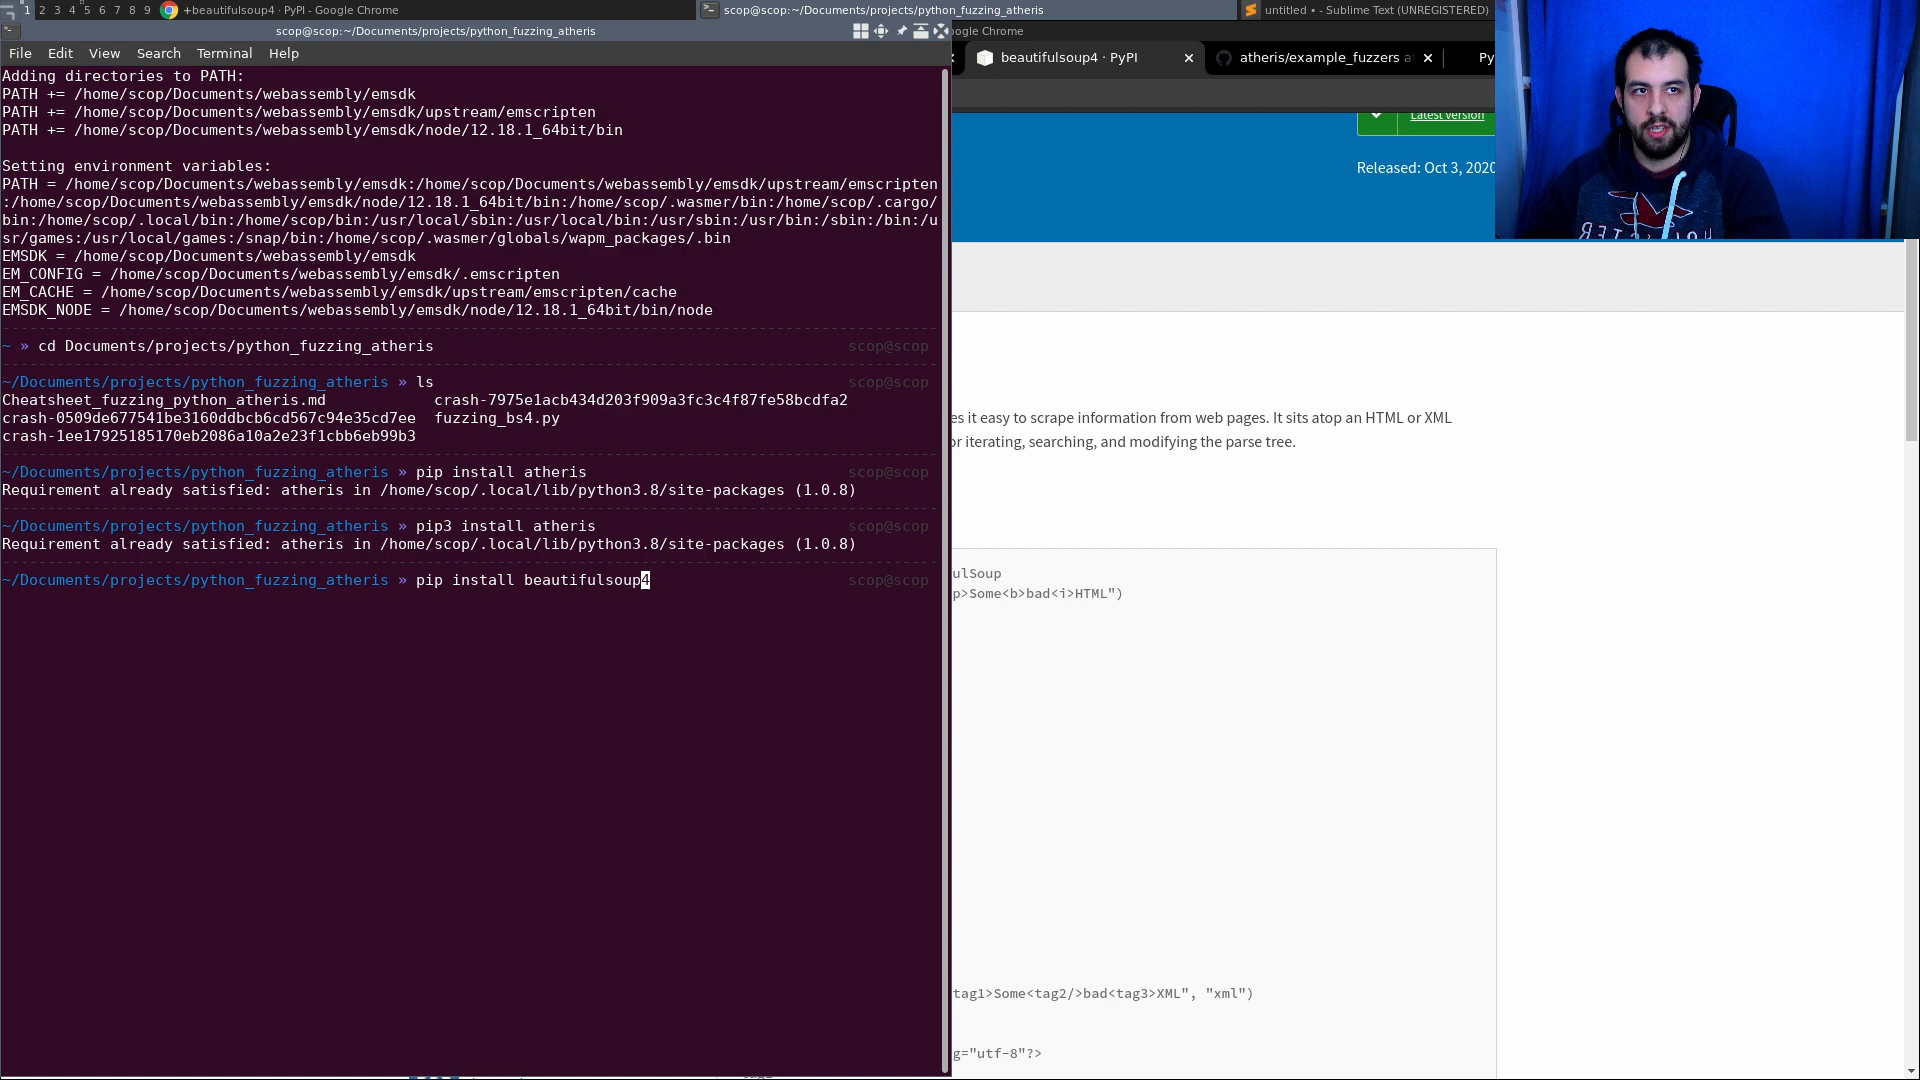 1 2 3 4 5 6 7 8 9 +beautifulsoup4 · PyPI - Google Chrome
scop@scop:~/Documents/projects/python_fuzzing_atheris
untitled • - Sublime Text (UNREGISTERED)
scop@scop:~/Documents/projects/python_fuzzing_atheris
ogle Chrome
File Edit View Search Terminal Help
beautifulsoup4 · PyPI
atheris/example_fuzzers a
Py
Adding directories to PATH:
PATH += /home/scop/Documents/webassembly/emsdk
PATH += /home/scop/Documents/webassembly/emsdk/upstream/emscripten
PATH += /home/scop/Documents/webassembly/emsdk/node/12.18.1_64bit/bin
Setting environment variables:
PATH = /home/scop/Documents/webassembly/emsdk:/home/scop/Documents/webassembly/emsdk/upstream/emscripten
:/home/scop/Documents/webassembly/emsdk/node/12.18.1_64bit/bin:/home/scop/.wasmer/bin:/home/scop/.cargo/
bin:/home/scop/.local/bin:/home/scop/bin:/usr/local/sbin:/usr/local/bin:/usr/sbin:/usr/bin:/sbin:/bin:/u
sr/games:/usr/local/games:/snap/bin:/home/scop/.wasmer/globals/wapm_packages/.bin
EMSDK = /home/scop/Documents/webassembly/emsdk
EM_CONFIG = /home/scop/Documents/webassembly/emsdk/.emscripten
EM_CACHE = /home/scop/Documents/webassembly/emsdk/upstream/emscripten/cache
EMSDK_NODE = /home/scop/Documents/webassembly/emsdk/node/12.18.1_64bit/bin/node
~ » cd Documents/projects/python_fuzzing_atheris scop@scop
~/Documents/projects/python_fuzzing_atheris » ls scop@scop
Cheatsheet_fuzzing_python_atheris.md crash-7975e1acb434d203f909a3fc3c4f87fe58bcdfa2
crash-0509de677541be3160ddbcb6cd567c94e35cd7ee fuzzing_bs4.py
crash-1ee17925185170eb2086a10a2e23f1cbb6eb99b3
~/Documents/projects/python_fuzzing_atheris » pip install atheris scop@scop
Requirement already satisfied: atheris in /home/scop/.local/lib/python3.8/site-packages (1.0.8)
~/Documents/projects/python_fuzzing_atheris » pip3 install atheris scop@scop
Requirement already satisfied: atheris in /home/scop/.local/lib/python3.8/site-packages (1.0.8)
~/Documents/projects/python_fuzzing_atheris » pip install beautifulsoup4 scop@scop
Latest version
Released: Oct 3, 2020
es it easy to scrape information from web pages. It sits atop an HTML or XML
or iterating, searching, and modifying the parse tree.
ulSoup
p>Some<b>bad<i>HTML")
tag1>Some<tag2/>bad<tag3>XML", "xml")
g="utf-8"?>